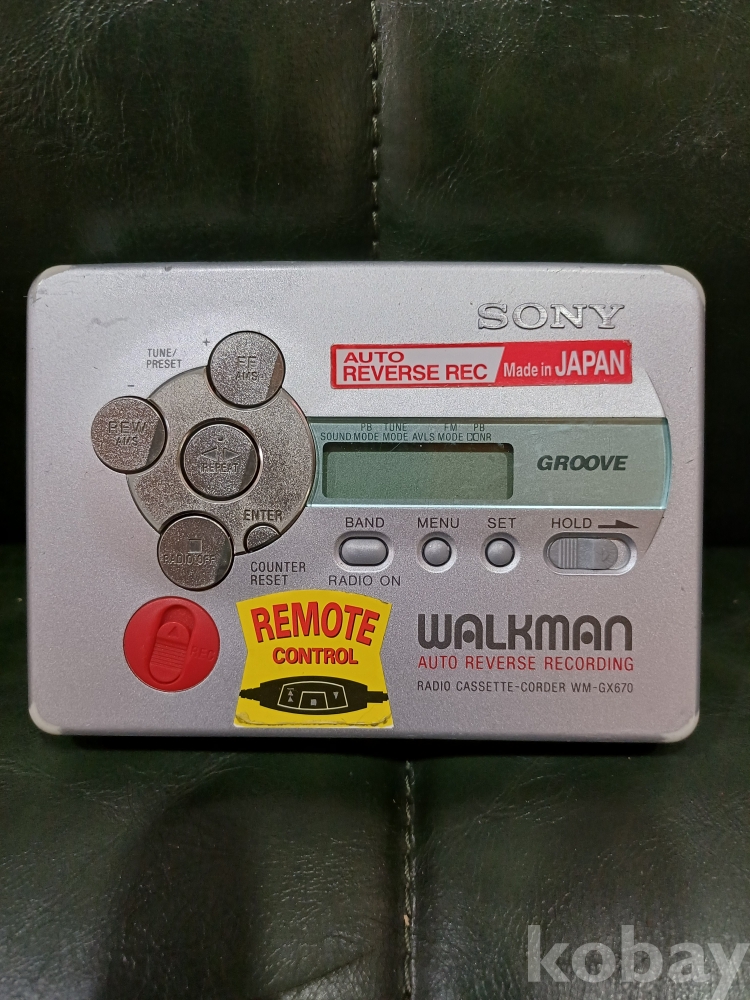 SONY
AUTO
REVERSE REC
Made in JAPAN
TUNE/
PRESET
+
−
FF
AMS
REW
AMS
REPEAT
PB TUNE FM PB
SOUND MODE MODE AVLS MODE NR
GROOVE
ENTER
RADIO OFF
COUNTER
RESET
BAND
MENU
SET
HOLD
RADIO ON
REC
REMOTE
CONTROL
WALKMAN
AUTO REVERSE RECORDING
RADIO CASSETTE-CORDER WM-GX670
kobay